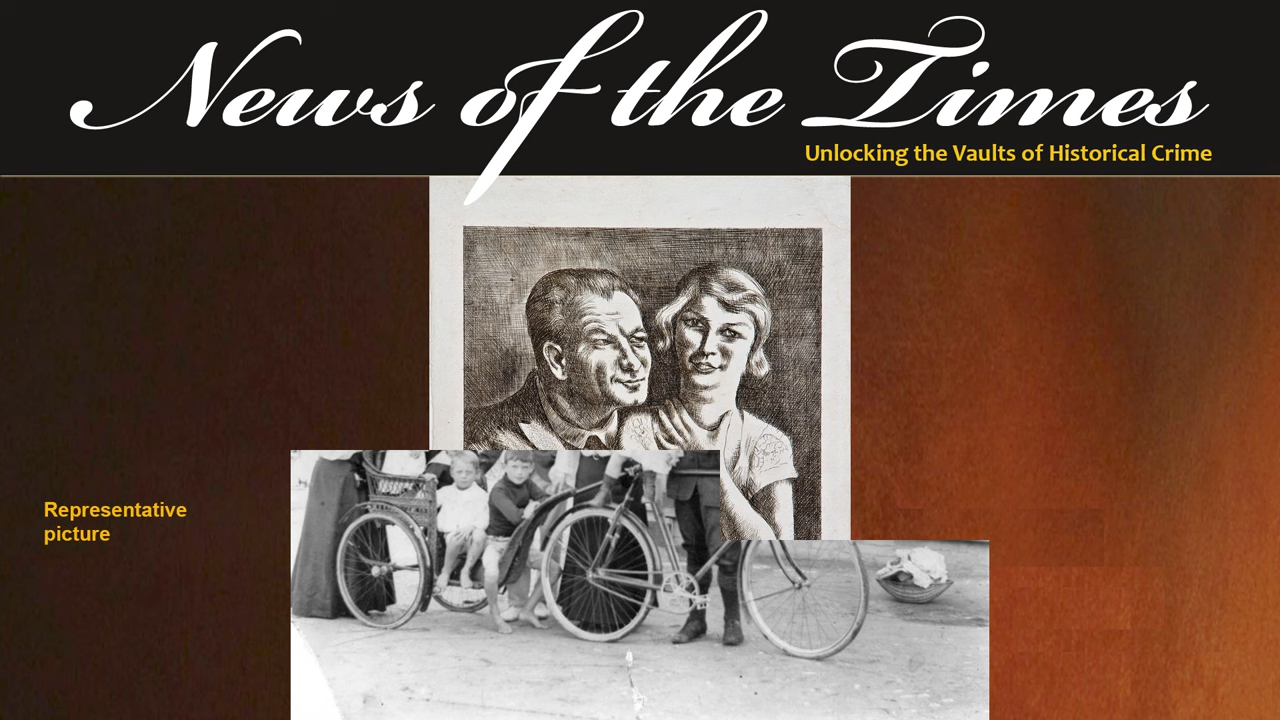 News of the Times
Unlocking the Vaults of Historical Crime
Representative
picture